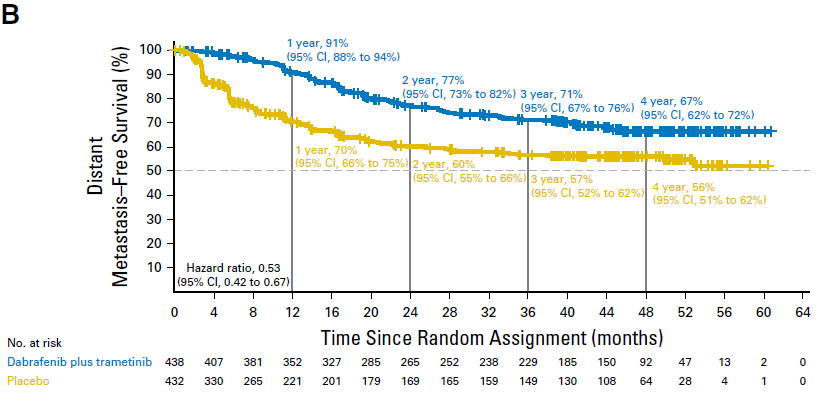 B
Distant
Metastasis–Free Survival (%)
100
90
80
70
60
50
40
30
20
10
1 year, 91%
(95% CI, 88% to 94%)
2 year, 77%
(95% CI, 73% to 82%)
3 year, 71%
(95% CI, 67% to 76%)
4 year, 67%
(95% CI, 62% to 72%)
1 year, 70%
(95% CI, 66% to 75%)
2 year, 60%
(95% CI, 55% to 66%)
3 year, 57%
(95% CI, 52% to 62%)
4 year, 56%
(95% CI, 51% to 62%)
Hazard ratio, 0.53
(95% CI, 0.42 to 0.67)
0 4 8 12 16 20 24 28 32 36 40 44 48 52 56 60 64
Time Since Random Assignment (months)
No. at risk
Dabrafenib plus trametinib 438 407 381 352 327 285 265 252 238 229 185 150 92 47 13 2 0
Placebo 432 330 265 221 201 179 169 165 159 149 130 108 64 28 4 1 0